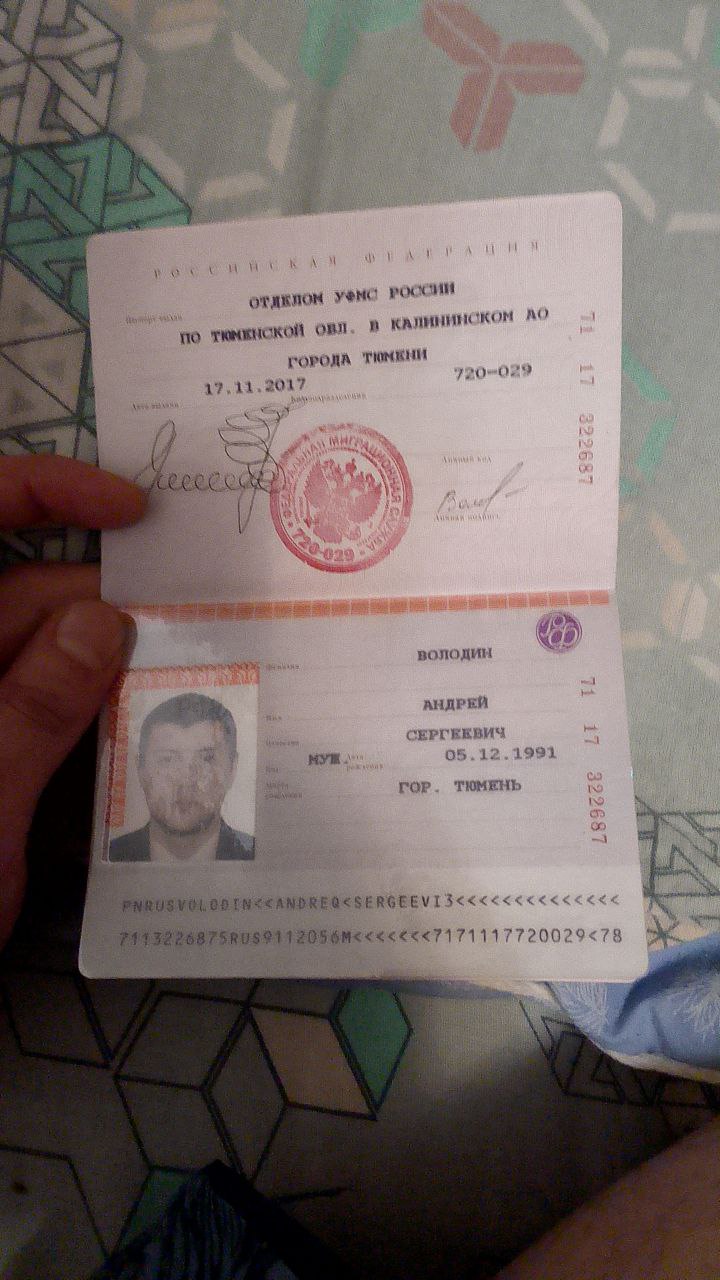 РОССИЙСКАЯ ФЕДЕРАЦИЯ
Паспорт выдан
ОТДЕЛОМ УФМС РОССИИ
ПО ТЮМЕНСКОЙ ОБЛ. В КАЛИНИНСКОМ АО
ГОРОДА ТЮМЕНИ
Дата выдачи 17.11.2017 Код подразделения 720-029
71 17 322687
Личный код
Личная подпись
ФЕДЕРАЛЬНАЯ МИГРАЦИОННАЯ СЛУЖБА
720-029
Фамилия ВОЛОДИН
Имя АНДРЕЙ
Отчество СЕРГЕЕВИЧ
Пол МУЖ. Дата рождения 05.12.1991
Место рождения ГОР. ТЮМЕНЬ
71 17 322687
PNRUSVOLODIN<<ANDREQ<SERGEEVI3<<<<<<<<<<<<<<
7113226875RUS9112056M<<<<<<<7171117720029<78